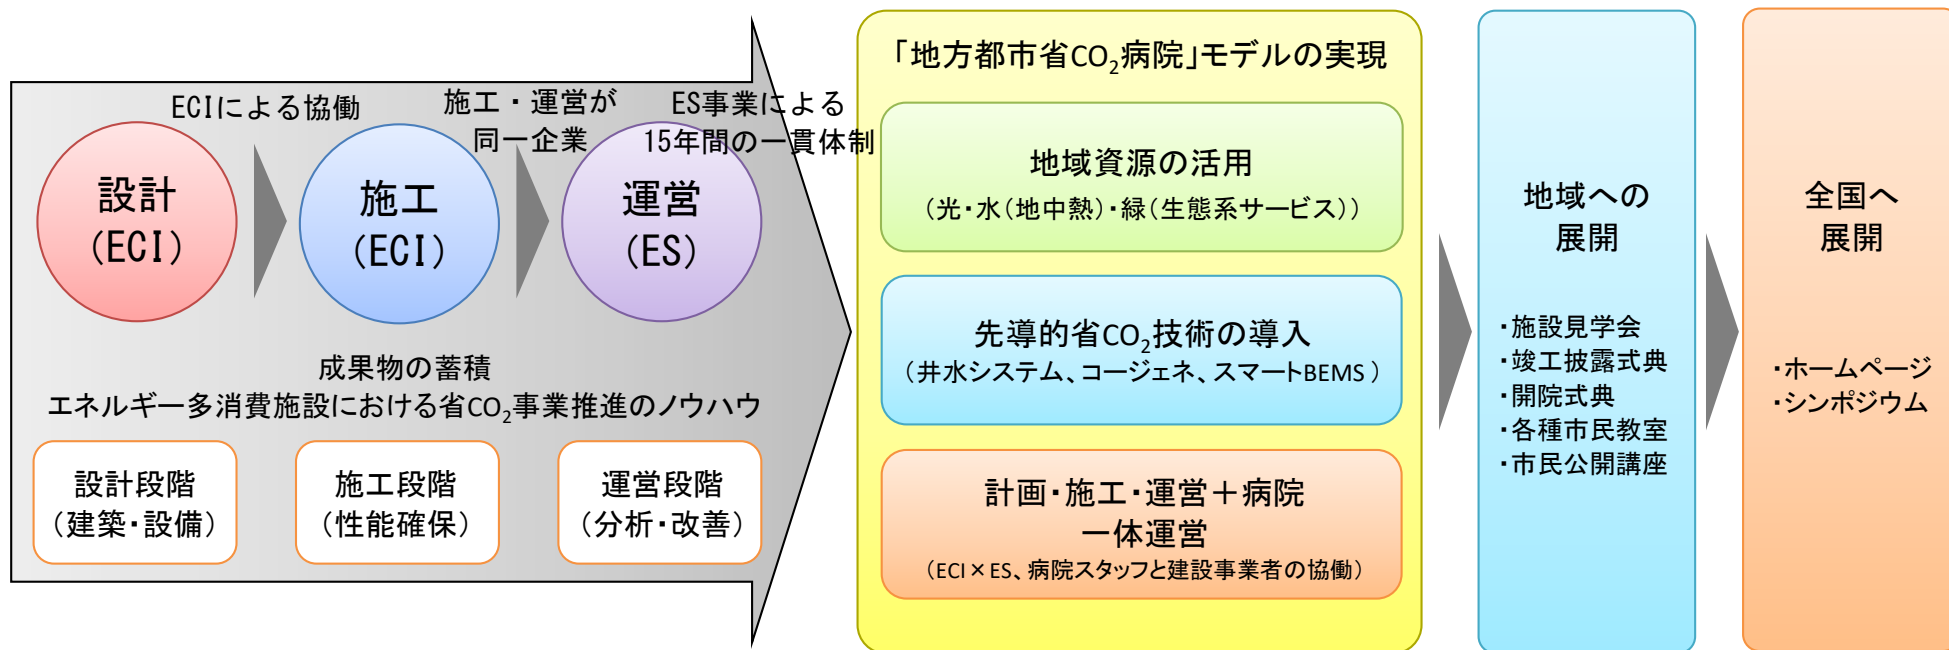 ECIによる協働
施工・運営が
同一企業
ES事業による
15年間の一貫体制
設計
(ECI)
施工
(ECI)
運営
(ES)
成果物の蓄積
エネルギー多消費施設における省CO₂事業推進のノウハウ
設計段階
(建築・設備)
施工段階
(性能確保)
運営段階
(分析・改善)
「地方都市省CO₂病院」モデルの実現
地域資源の活用
(光・水(地中熱)・緑(生態系サービス))
先導的省CO₂技術の導入
(井水システム、コージェネ、スマートBEMS)
計画・施工・運営+病院
一体運営
(ECI×ES、病院スタッフと建設事業者の協働)
地域への
展開
・施設見学会
・竣工披露式典
・開院式典
・各種市民教室
・市民公開講座
全国へ
展開
・ホームページ
・シンポジウム